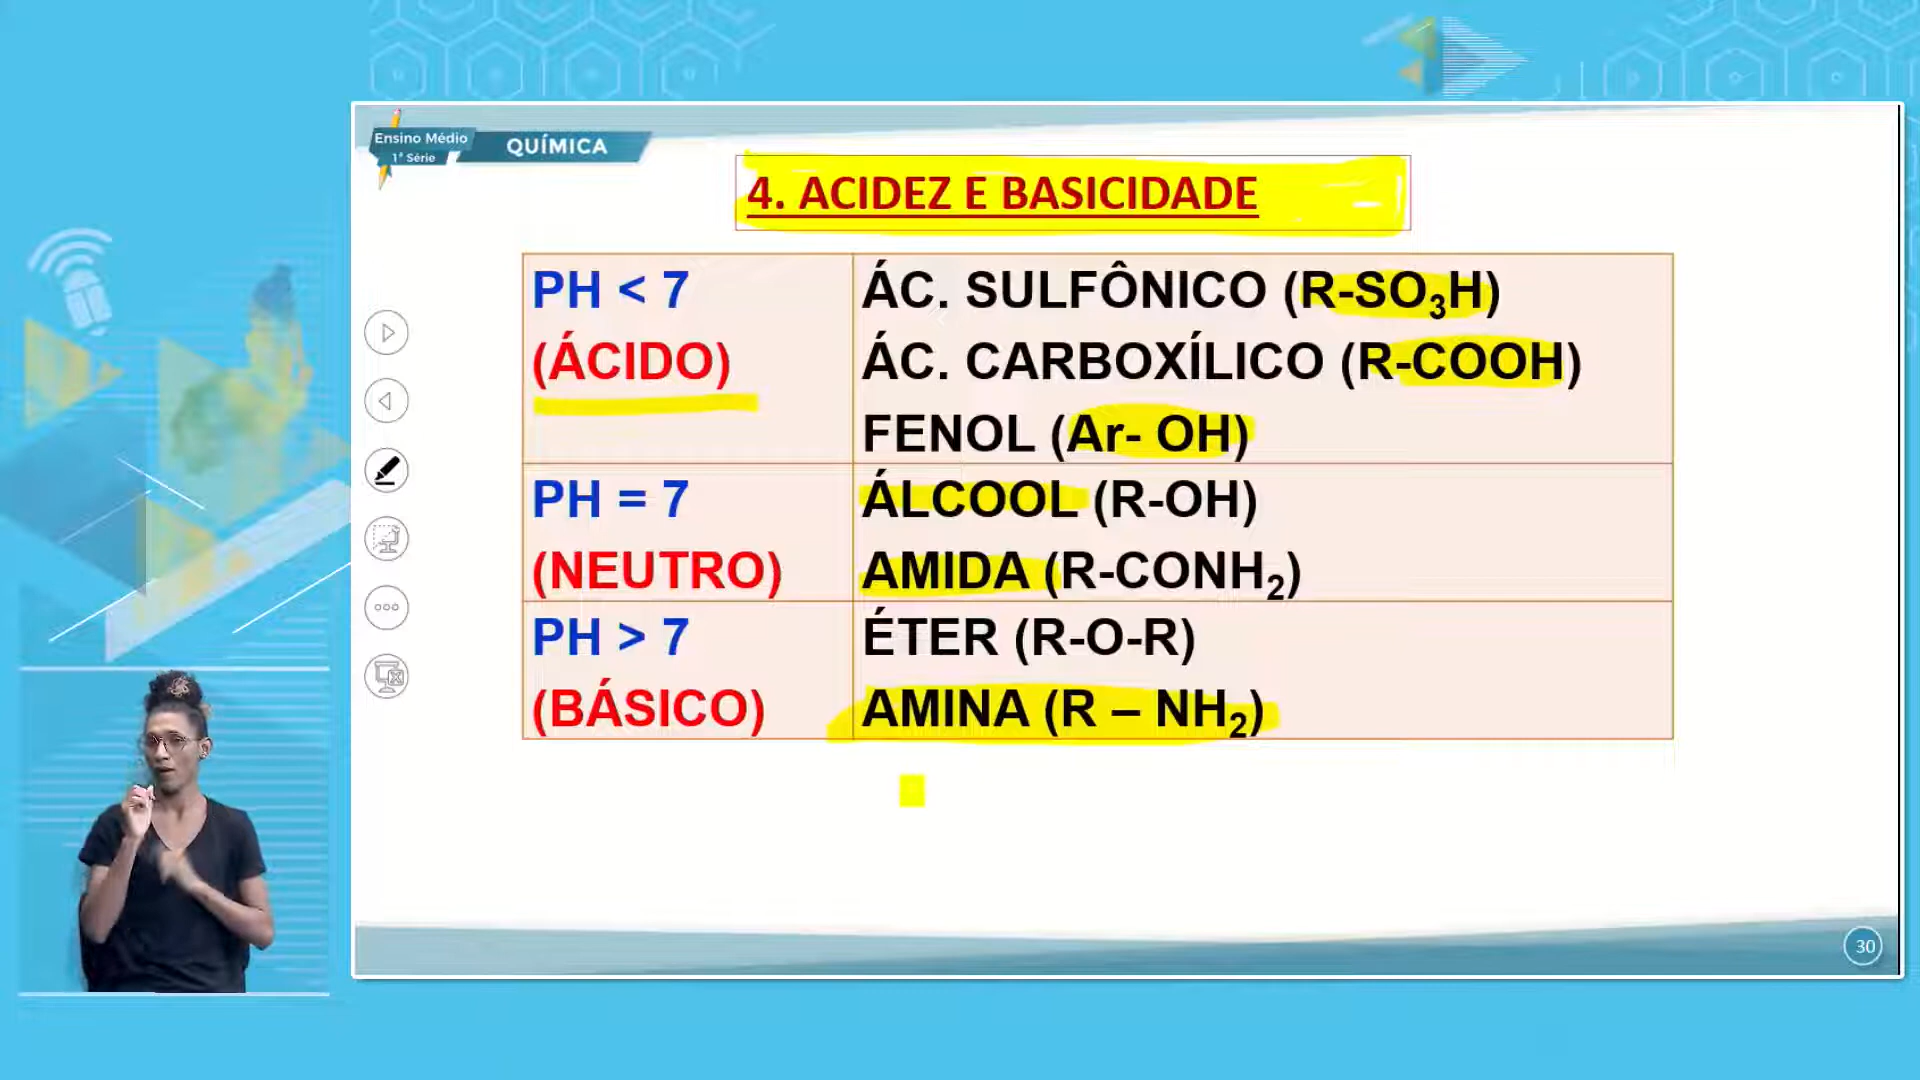 Ensino Médio
1ª Série
QUÍMICA
4. ACIDEZ E BASICIDADE
PH < 7
(ÁCIDO)
ÁC. SULFÔNICO (R-SO₃H)
ÁC. CARBOXÍLICO (R-COOH)
FENOL (Ar- OH)
PH = 7
(NEUTRO)
ÁLCOOL (R-OH)
AMIDA (R-CONH₂)
PH > 7
(BÁSICO)
ÉTER (R-O-R)
AMINA (R – NH₂)
30